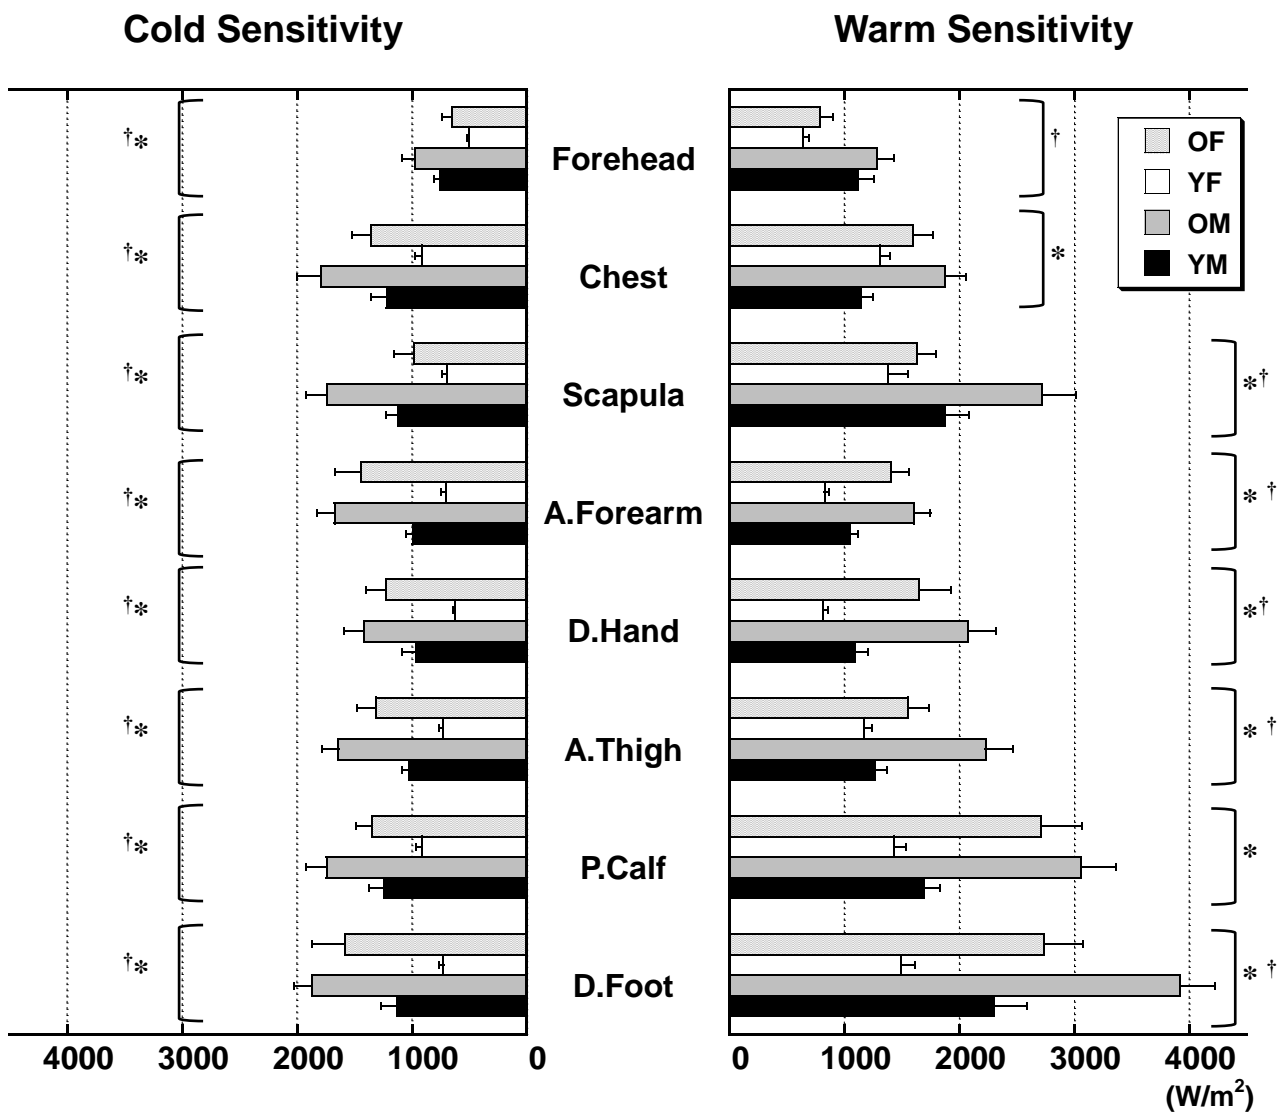 Cold Sensitivity
Warm Sensitivity
†* Forehead †
†* Chest *
†* Scapula *†
†* A.Forearm * †
†* D.Hand *†
†* A.Thigh * †
†* P.Calf *
†* D.Foot * †
OF
YF
OM
YM
4000 3000 2000 1000 0
0 1000 2000 3000 4000
(W/m²)